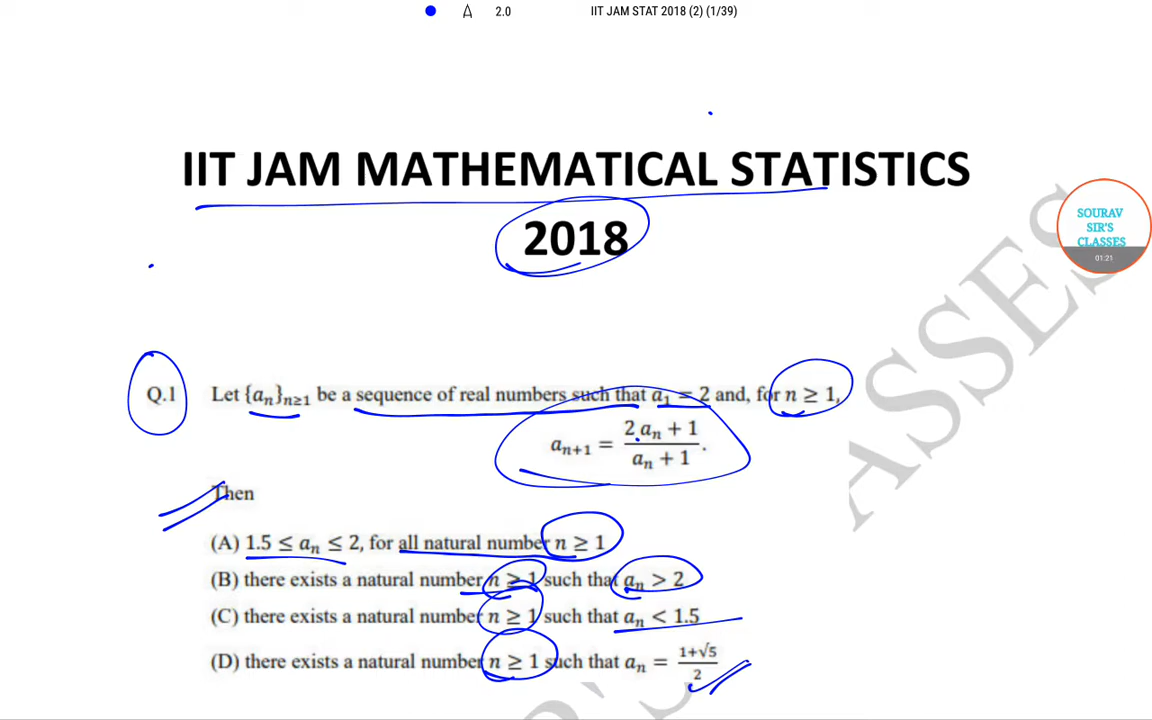 2.0 IIT JAM STAT 2018 (2) (1/39)
IIT JAM MATHEMATICAL STATISTICS
2018
SOURAV
SIR'S
CLASSES
01:21
Q.1 Let {aₙ}ₙ≥₁ be a sequence of real numbers such that a₁ = 2 and, for n ≥ 1,
aₙ₊₁ = (2 aₙ + 1)/(aₙ + 1).
Then
(A) 1.5 ≤ aₙ ≤ 2, for all natural number n ≥ 1
(B) there exists a natural number n ≥ 1 such that aₙ > 2
(C) there exists a natural number n ≥ 1 such that aₙ < 1.5
(D) there exists a natural number n ≥ 1 such that aₙ = (1+√5)/2
ASSES